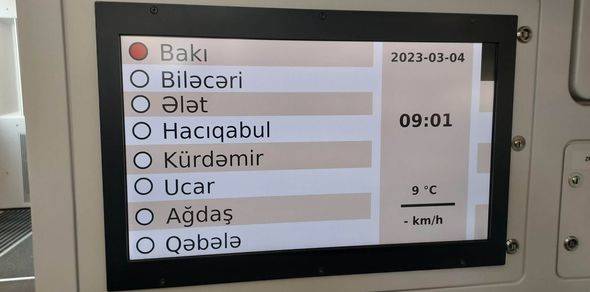 Bakı
Biləcəri
Ələt
Hacıqabul
Kürdəmir
Ucar
Ağdaş
Qəbələ
2023-03-04
09:01
9 °C
- km/h